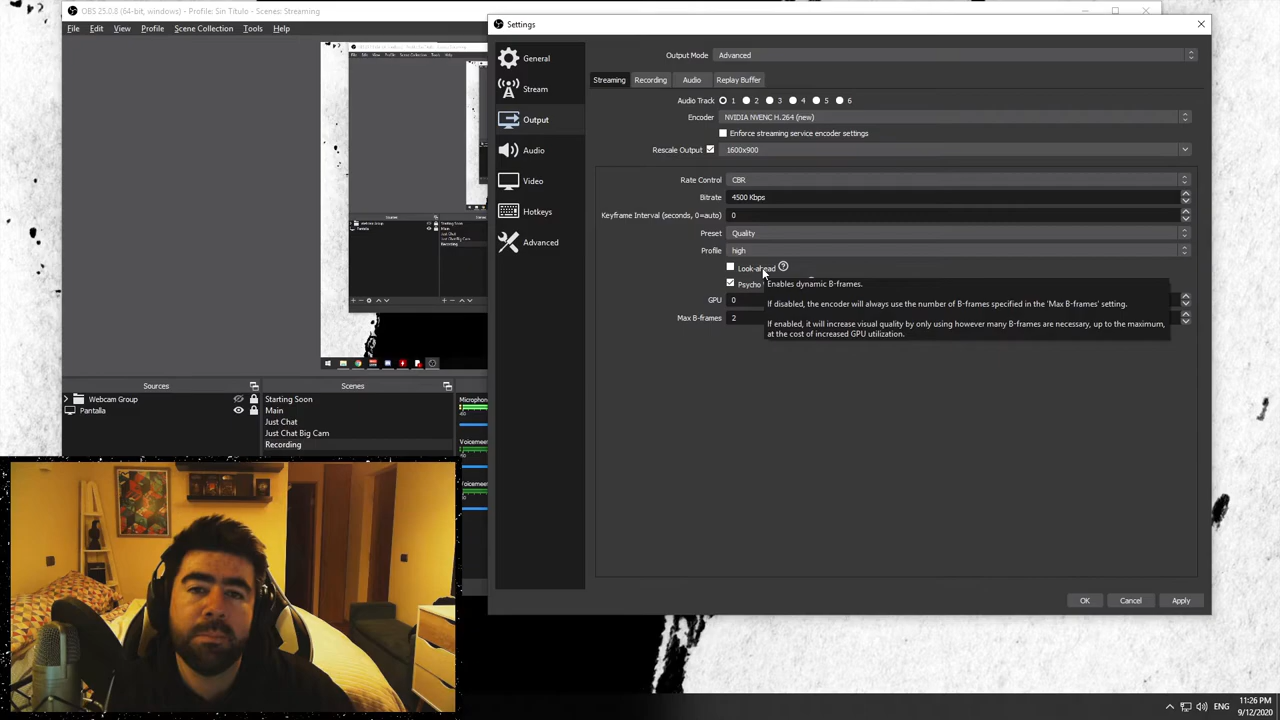 OBS 25.0.8 (64-bit, windows) - Profile: Sin Título - Scenes: Streaming
File Edit View Profile Scene Collection Tools Help
Settings
General
Stream
Output
Audio
Video
Hotkeys
Advanced
Output Mode Advanced
Streaming Recording Audio Replay Buffer
Audio Track 1 2 3 4 5 6
Encoder NVIDIA NVENC H.264 (new)
Enforce streaming service encoder settings
Rescale Output 1600x900
Rate Control CBR
Bitrate 4500 Kbps
Keyframe Interval (seconds, 0=auto) 0
Preset Quality
Profile high
Look-ahead ?
Psycho
GPU 0
Max B-frames 2
Enables dynamic B-frames.
If disabled, the encoder will always use the number of B-frames specified in the 'Max B-frames' setting.
If enabled, it will increase visual quality by only using however many B-frames are necessary, up to the maximum,
at the cost of increased GPU utilization.
Sources
Webcam Group
Pantalla
Scenes
Starting Soon
Main
Just Chat
Just Chat Big Cam
Recording
Microphon
Voicemeet
Voicemeet
OK Cancel Apply
ENG
11:26 PM
9/12/2020